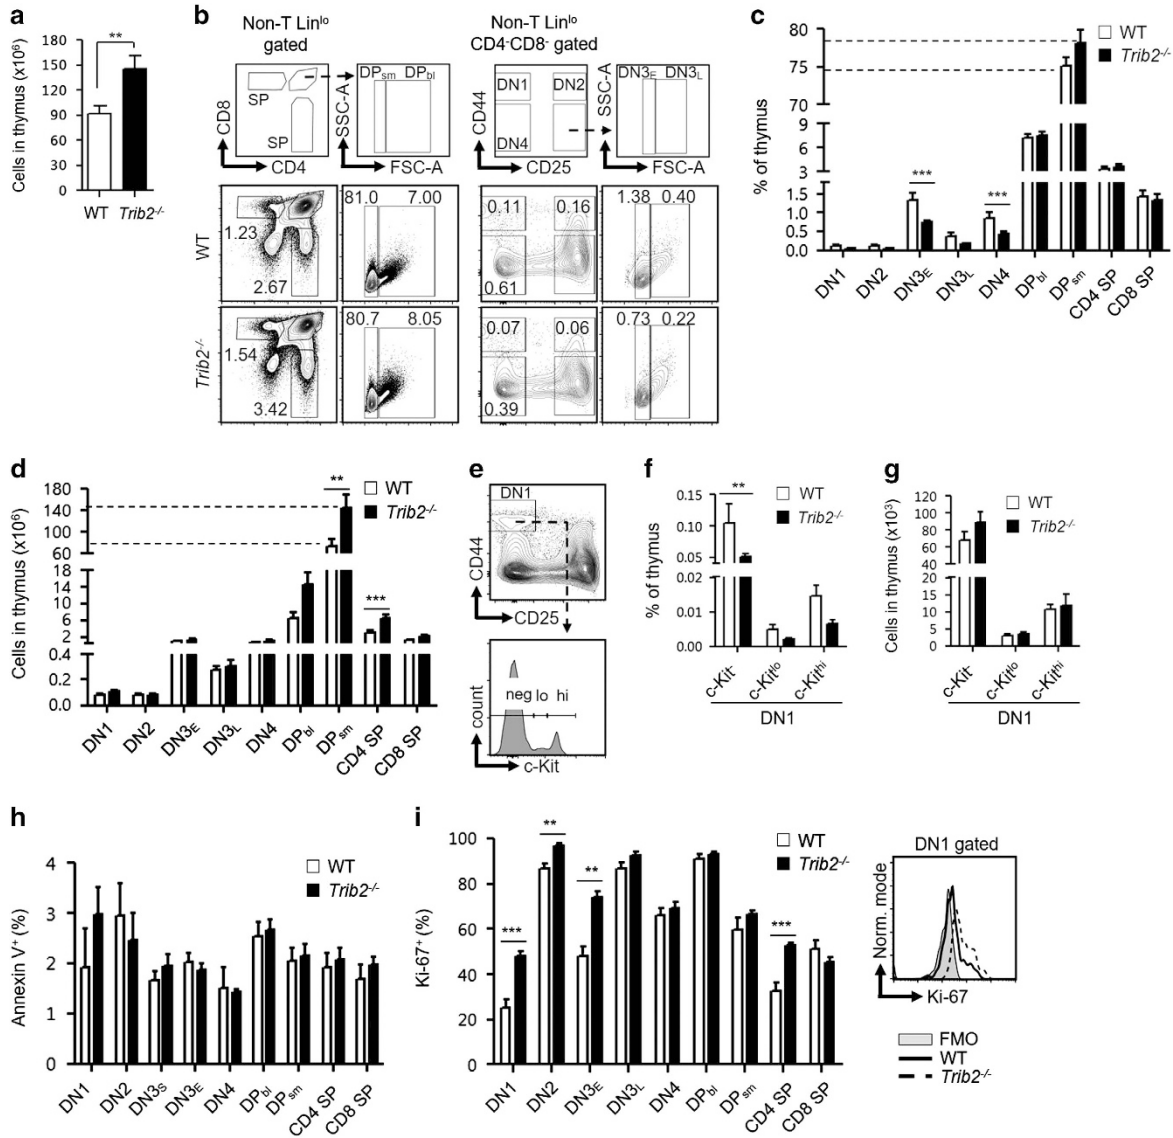 a
Cells in thymus (x10⁶)
180
150
120
90
60
30
0
**
WT
Trib2⁻/⁻
b
Non-T Linˡᵒ
gated
Non-T Linˡᵒ
CD4⁻CD8⁻ gated
CD8
SP
SP
CD4
SSC-A
DPsm DPbl
FSC-A
CD44
DN1
DN2
DN4
CD25
SSC-A
DN3E DN3L
FSC-A
WT
1.23
2.67
81.0 7.00
0.11 0.16
0.61
1.38 0.40
Trib2⁻/⁻
1.54
3.42
80.7 8.05
0.07 0.06
0.39
0.73 0.22
c
% of thymus
80
75
70
9
6
3
1.5
1.0
0.5
0.0
***
***
WT
Trib2⁻/⁻
DN1
DN2
DN3E
DN3L
DN4
DPbl
DPsm
CD4 SP
CD8 SP
d
Cells in thymus (x10⁶)
180
140
100
60
18
14
10
6
2
0.4
0.2
0.0
**
***
WT
Trib2⁻/⁻
DN1
DN2
DN3E
DN3L
DN4
DPbl
DPsm
CD4 SP
CD8 SP
e
DN1
CD44
CD25
neg lo hi
count
c-Kit
f
% of thymus
0.15
0.10
0.05
0.02
0.01
0.00
**
WT
Trib2⁻/⁻
c-Kit⁻
c-Kitˡᵒ
c-Kitʰⁱ
DN1
g
Cells in thymus (x10³)
120
100
80
60
40
20
15
10
5
0
WT
Trib2⁻/⁻
c-Kit⁻
c-Kitˡᵒ
c-Kitʰⁱ
DN1
h
Annexin V⁺ (%)
4
3
2
1
0
WT
Trib2⁻/⁻
DN1
DN2
DN3S
DN3E
DN4
DPbl
DPsm
CD4 SP
CD8 SP
i
Ki-67⁺ (%)
100
80
60
40
20
0
***
**
**
***
WT
Trib2⁻/⁻
DN1
DN2
DN3E
DN3L
DN4
DPbl
DPsm
CD4 SP
CD8 SP
DN1 gated
Norm. mode
Ki-67
FMO
WT
Trib2⁻/⁻